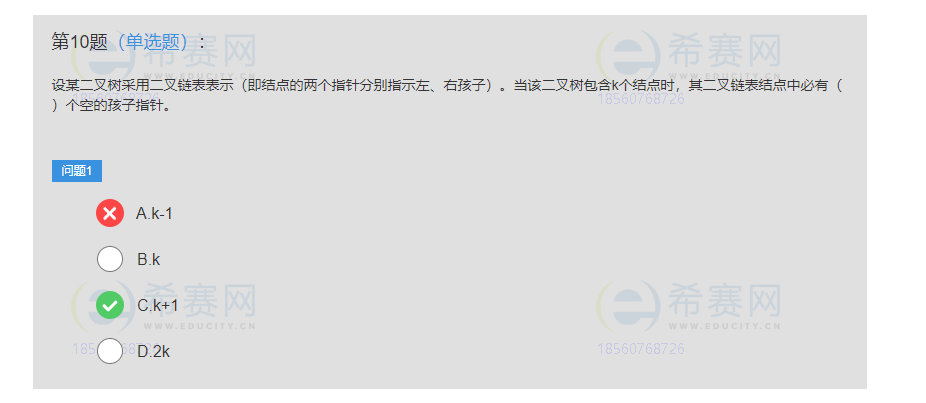 第10题（单选题）：
设某二叉树采用二叉链表表示（即结点的两个指针分别指示左、右孩子）。当该二叉树包含k个结点时，其二叉链表结点中必有（
）个空的孩子指针。
问题1
A.k-1
B.k
C.k+1
D.2k
希赛网
WWW.EDUCITY.CN
18560768726
希赛网
WWW.EDUCITY.CN
18560768726
希赛网
WWW.EDUCITY.CN
希赛网
WWW.EDUCITY.CN
18560768726